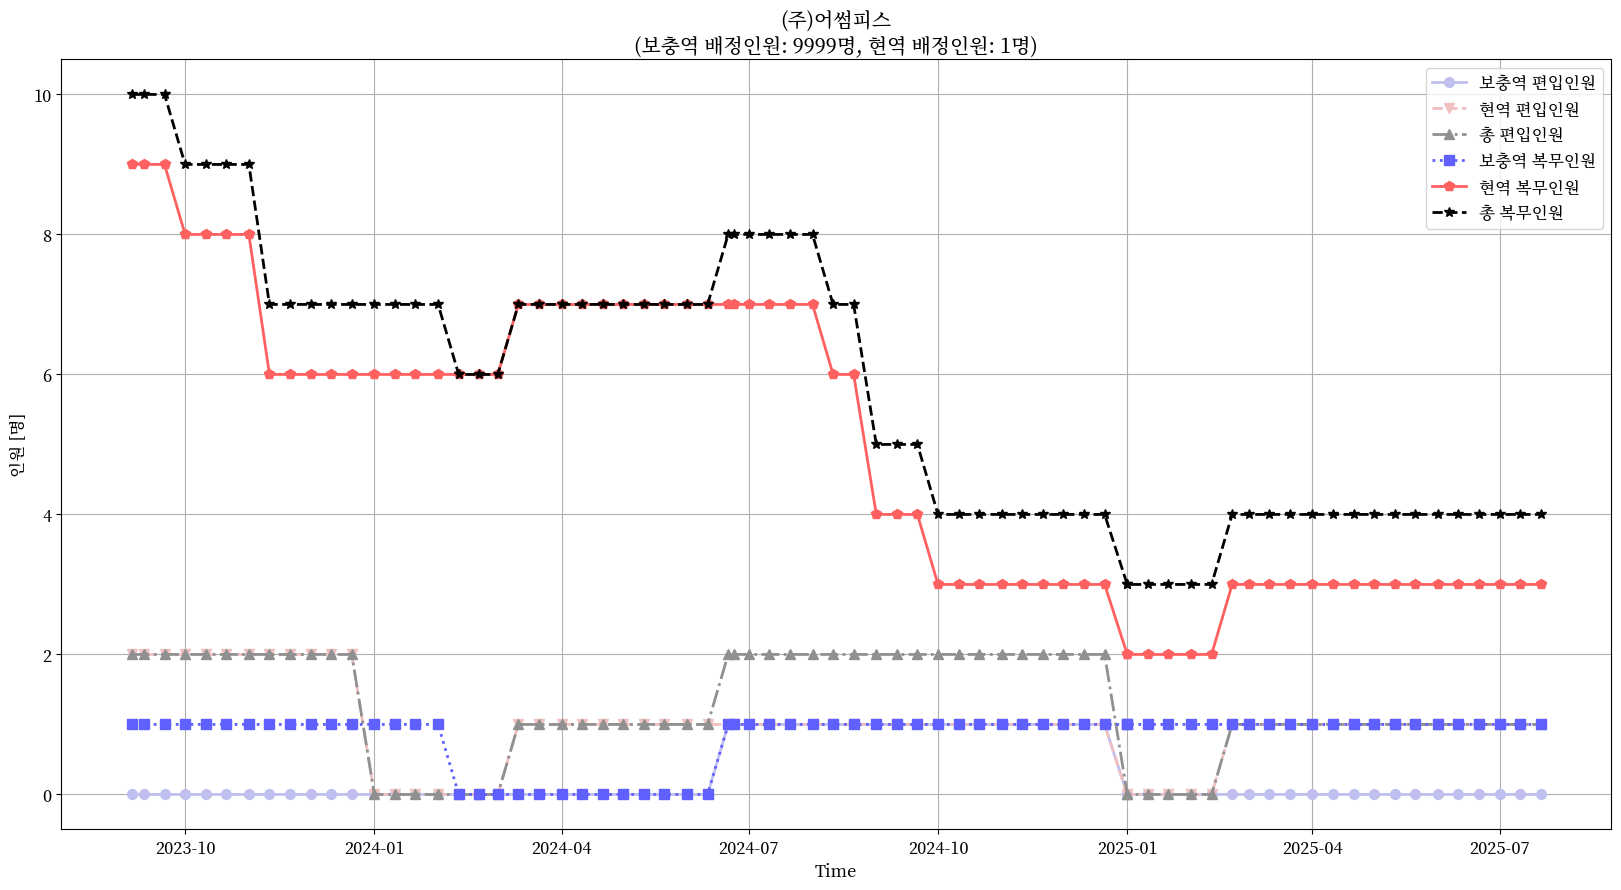 (주)어썸피스
(보충역 배정인원: 9999명, 현역 배정인원: 1명)
보충역 편입인원
현역 편입인원
총 편입인원
보충역 복무인원
현역 복무인원
총 복무인원
인원 [명]
10
8
6
4
2
0
2023-10
2024-01
2024-04
2024-07
2024-10
2025-01
2025-04
2025-07
Time